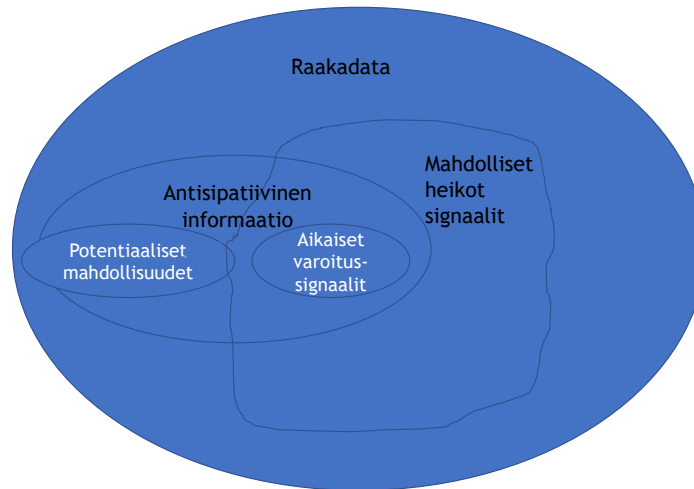 Raakadata
Mahdolliset
heikot
signaalit
Antisipatiivinen
informaatio
Potentiaaliset
mahdollisuudet
Aikaiset
varoitus-
signaalit